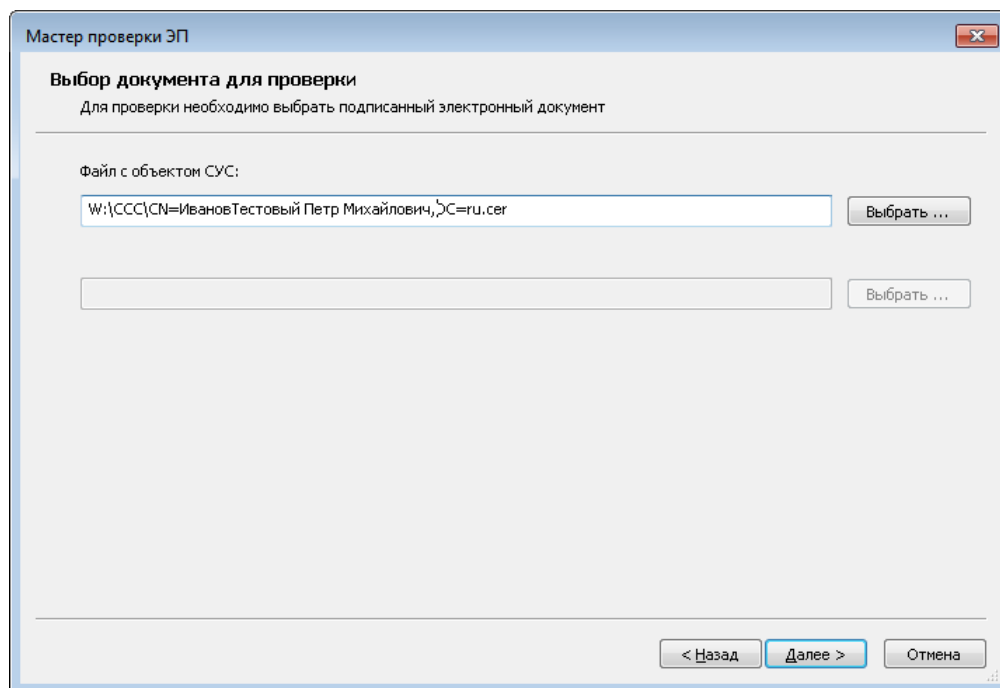 Мастер проверки ЭП
Выбор документа для проверки
Для проверки необходимо выбрать подписанный электронный документ
Файл с объектом СУС:
W:\CCC\CN=ИвановТестовый Петр Михайлович,DC=ru.cer
Выбрать ...
Выбрать ...
< Назад
Далее >
Отмена